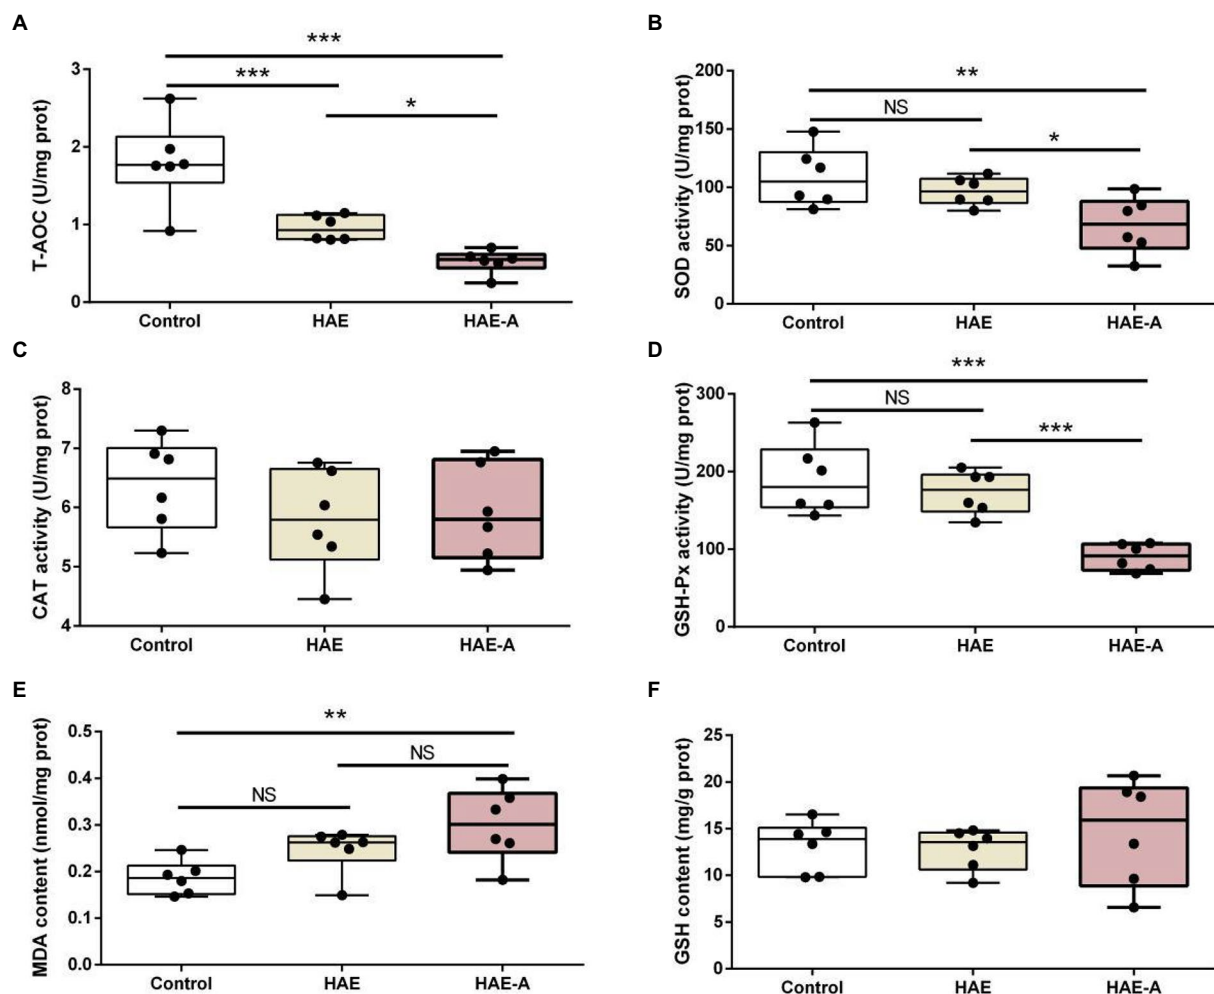 A
***
***
*
T-AOC (U/mg prot)
3
2
1
0
Control HAE HAE-A
B
**
NS
*
SOD activity (U/mg prot)
200
150
100
50
0
Control HAE HAE-A
C
CAT activity (U/mg prot)
8
7
6
5
4
Control HAE HAE-A
D
***
NS
***
GSH-Px activity (U/mg prot)
300
200
100
0
Control HAE HAE-A
E
**
NS
NS
MDA content (nmol/mg prot)
0.5
0.4
0.3
0.2
0.1
0.0
Control HAE HAE-A
F
GSH content (mg/g prot)
25
20
15
10
5
0
Control HAE HAE-A